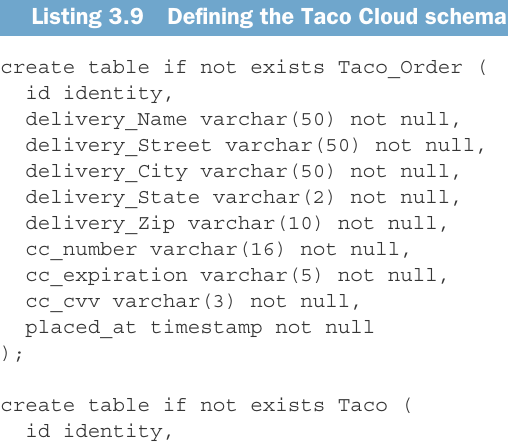 Listing 3.9 Defining the Taco Cloud schema
create table if not exists Taco_Order (
id identity,
delivery_Name varchar(50) not null,
delivery_Street varchar(50) not null,
delivery_City varchar(50) not null,
delivery_State varchar(2) not null,
delivery_Zip varchar(10) not null,
cc_number varchar(16) not null,
cc_expiration varchar(5) not null,
cc_cvv varchar(3) not null,
placed_at timestamp not null
);
create table if not exists Taco (
id identity,